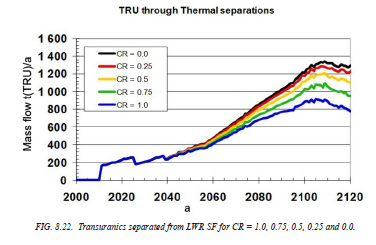 TRU through Thermal separations
Mass flow t(TRU)/a
1 600
1 400
1 200
1 000
800
600
400
200
0
CR = 0.0
CR = 0.25
CR = 0.5
CR = 0.75
CR = 1.0
2000 2020 2040 2060 2080 2100 2120
a
FIG. 8.22. Transuranics separated from LWR SF for CR = 1.0, 0.75, 0.5, 0.25 and 0.0.